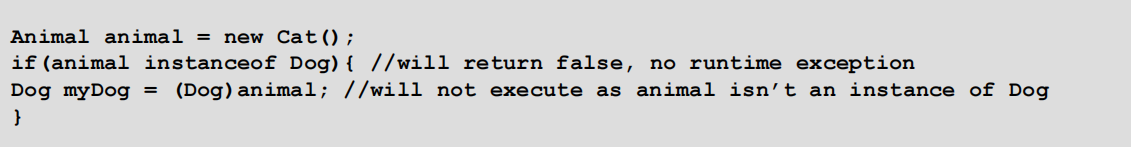 Animal animal = new Cat();
if(animal instanceof Dog){ //will return false, no runtime exception
Dog myDog = (Dog)animal; //will not execute as animal isn’t an instance of Dog
}